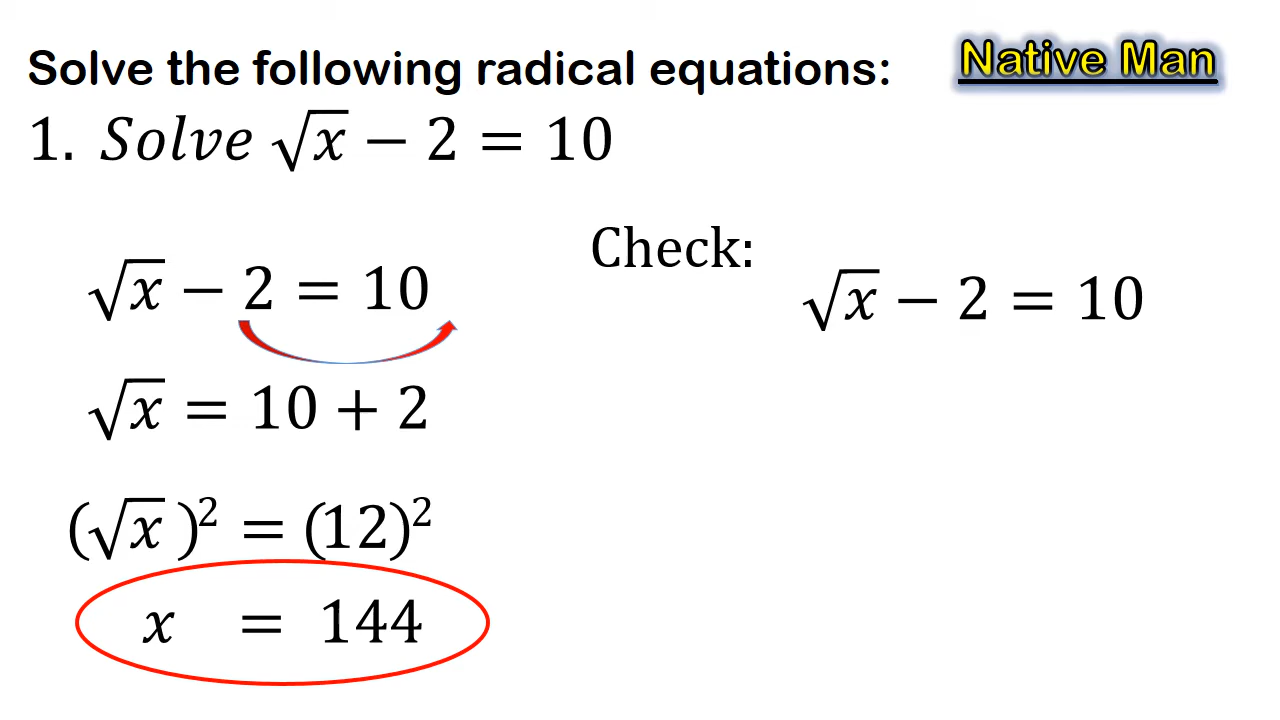 Solve the following radical equations:
Native Man
1. Solve √x − 2 = 10
√x − 2 = 10
√x = 10 + 2
(√x )² = (12)²
x = 144
Check:
√x − 2 = 10